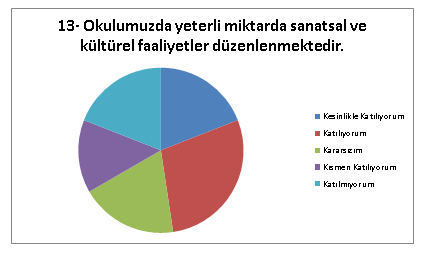 13- Okulumuzda yeterli miktarda sanatsal ve
kültürel faaliyetler düzenlenmektedir.
Kesinlikle Katılıyorum
Katılıyorum
Kararsızım
Kısmen Katılıyorum
Katılmıyorum